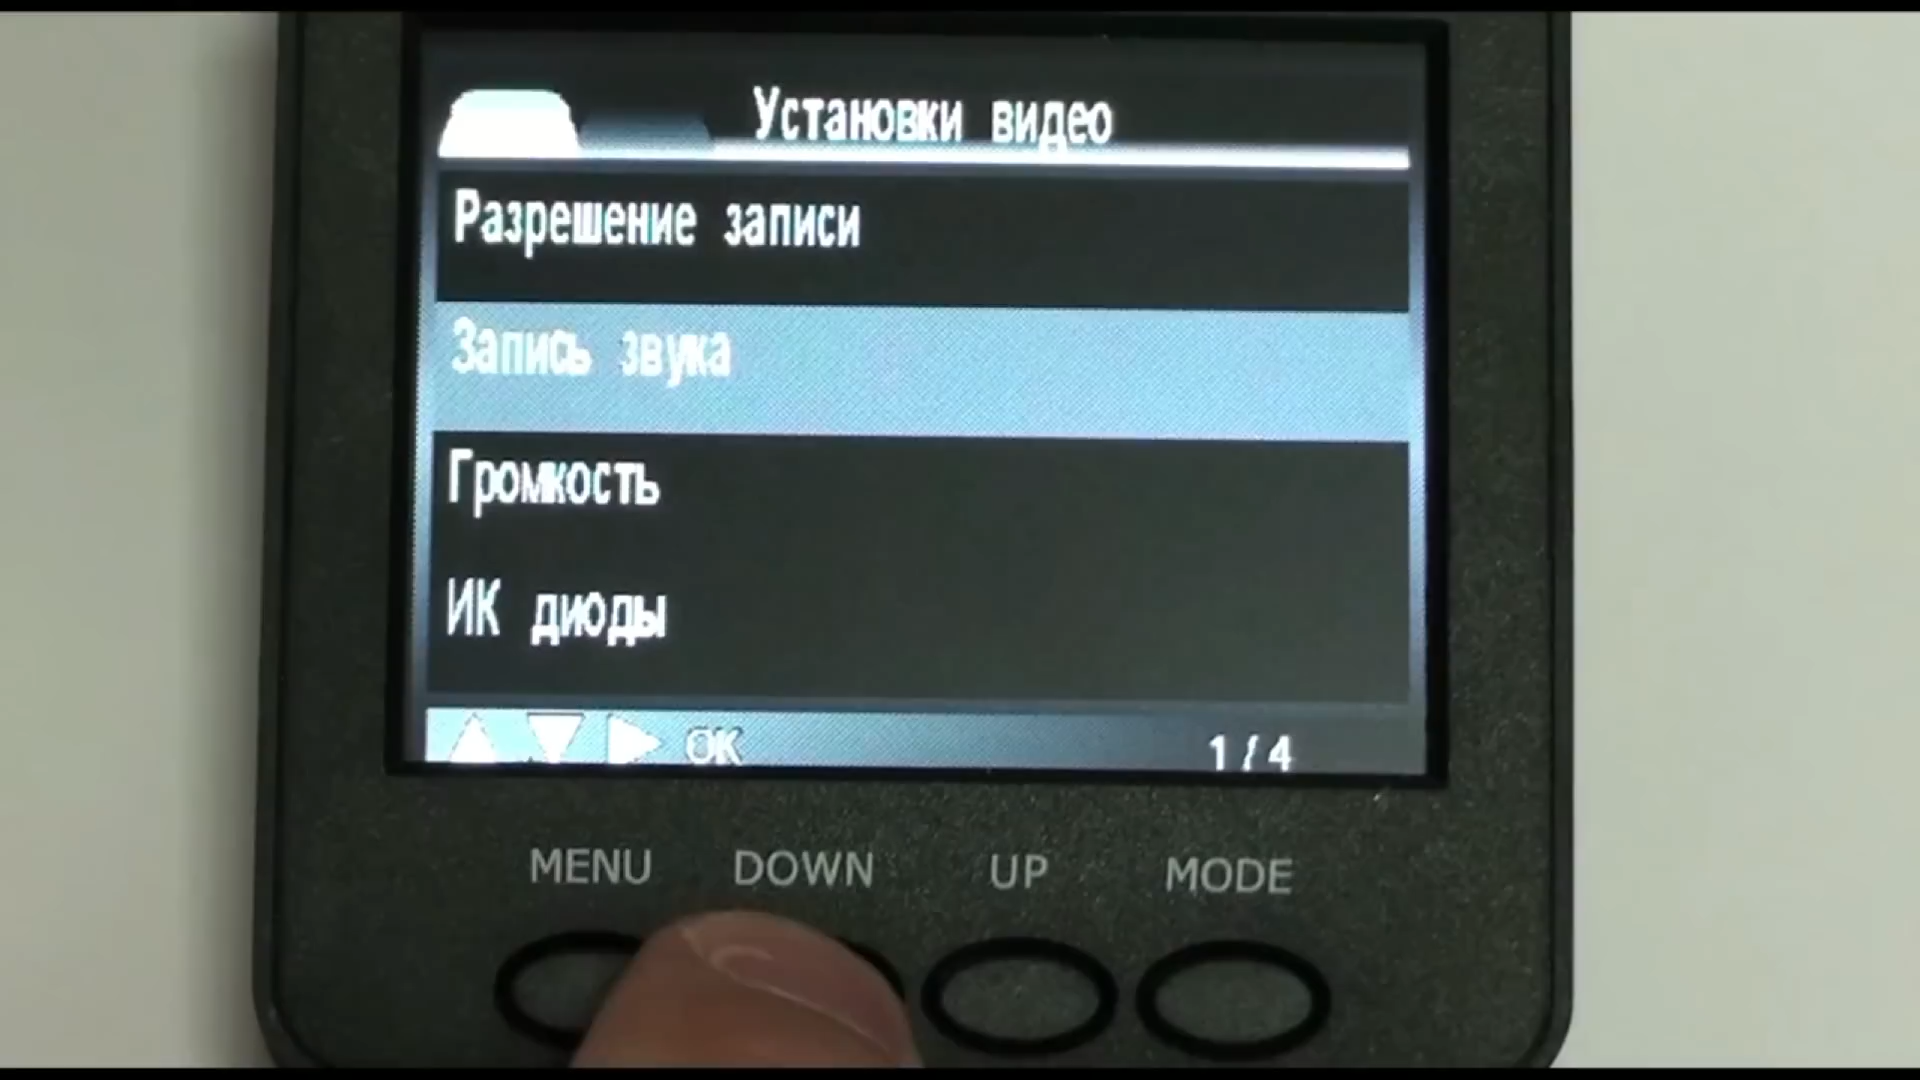 Установки видео
Разрешение записи
Запись звука
Громкость
ИК диоды
OK 1/4
MENU DOWN UP MODE